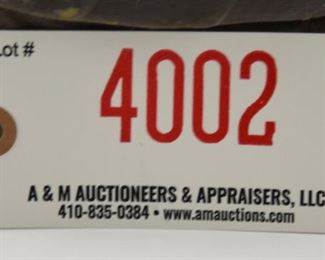 Lot #
4002
A & M AUCTIONEERS & APPRAISERS, LLC
410-835-0384 • www.amauctions.com